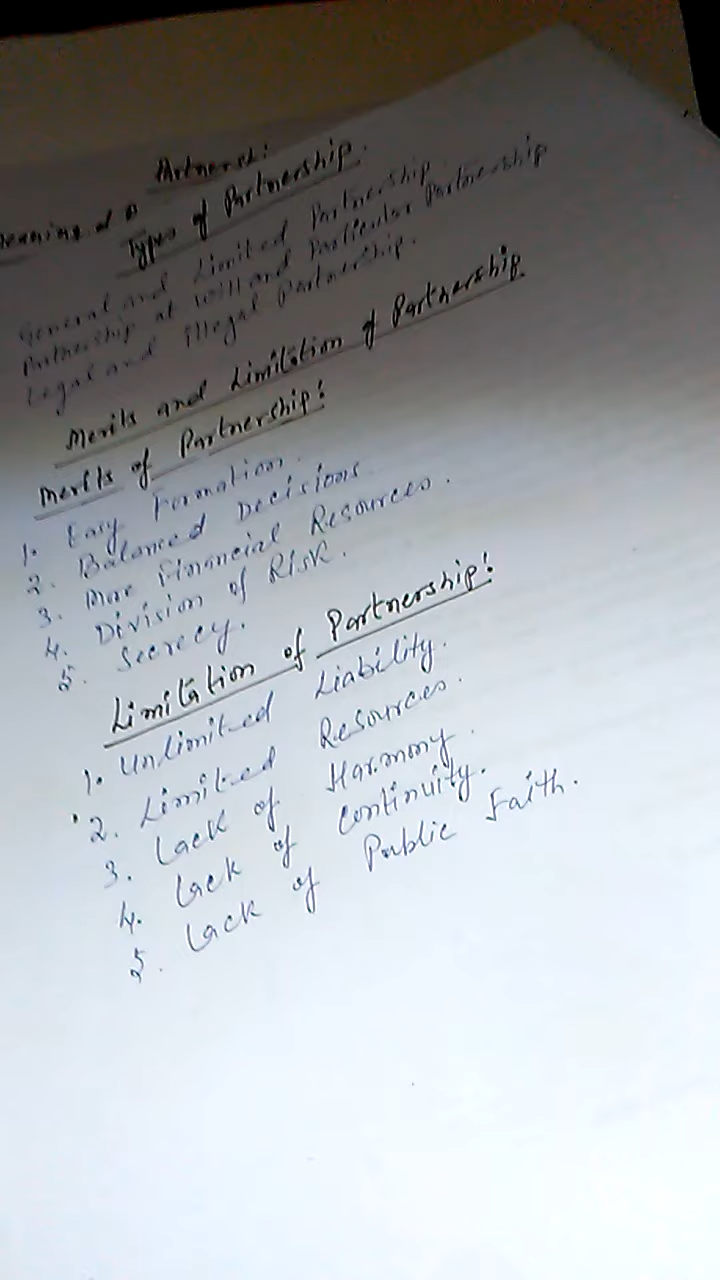 Types of Partnership.
General and Limited Partnership.
Partnership at will and Particular Partnership
Legal and illegal Partnership.
Merits and Limitation of Partnership
Merits of Partnership:
1. Easy Formation.
2. Balanced Decisions
3. More Financial Resources.
4. Division of Risk.
5. Secrecy.
Limitation of Partnership:
1. Unlimited Liability.
2. Limited Resources.
3. Lack of Harmony.
4. Lack of Continuity.
5. Lack of Public Faith.